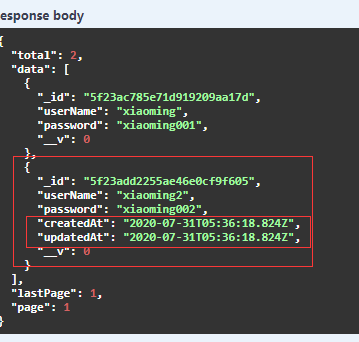 esponse body
{
"total": 2,
"data": [
{
"_id": "5f23ac785e71d919209aa17d",
"userName": "xiaoming",
"password": "xiaoming001",
"__v": 0
},
{
"_id": "5f23add2255ae46e0cf9f605",
"userName": "xiaoming2",
"password": "xiaoming002",
"createdAt": "2020-07-31T05:36:18.824Z",
"updatedAt": "2020-07-31T05:36:18.824Z",
"__v": 0
}
],
"lastPage": 1,
"page": 1
}